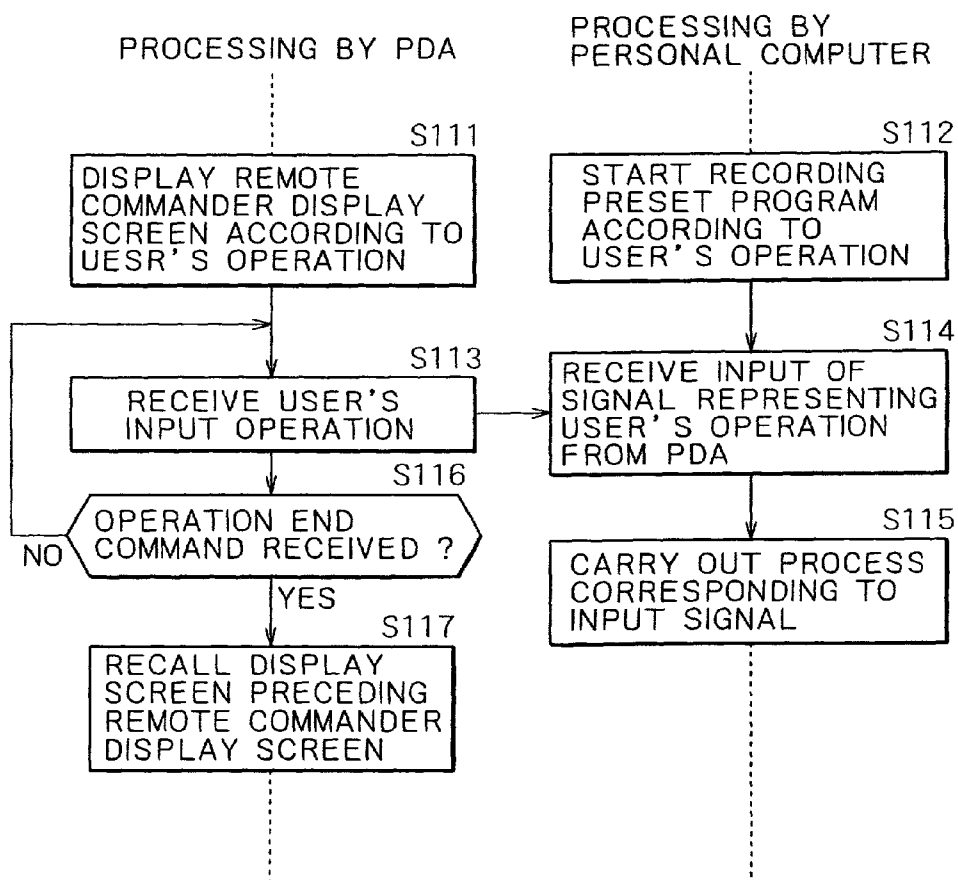 PROCESSING BY PDA
S111
DISPLAY REMOTE
COMMANDER DISPLAY
SCREEN ACCORDING TO
UESR'S OPERATION
S113
RECEIVE USER'S
INPUT OPERATION
S116
OPERATION END
COMMAND RECEIVED ?
NO
YES
S117
RECALL DISPLAY
SCREEN PRECEDING
REMOTE COMMANDER
DISPLAY SCREEN
PROCESSING BY
PERSONAL COMPUTER
S112
START RECORDING
PRESET PROGRAM
ACCORDING TO
USER'S OPERATION
S114
RECEIVE INPUT OF
SIGNAL REPRESENTING
USER'S OPERATION
FROM PDA
S115
CARRY OUT PROCESS
CORRESPONDING TO
INPUT SIGNAL